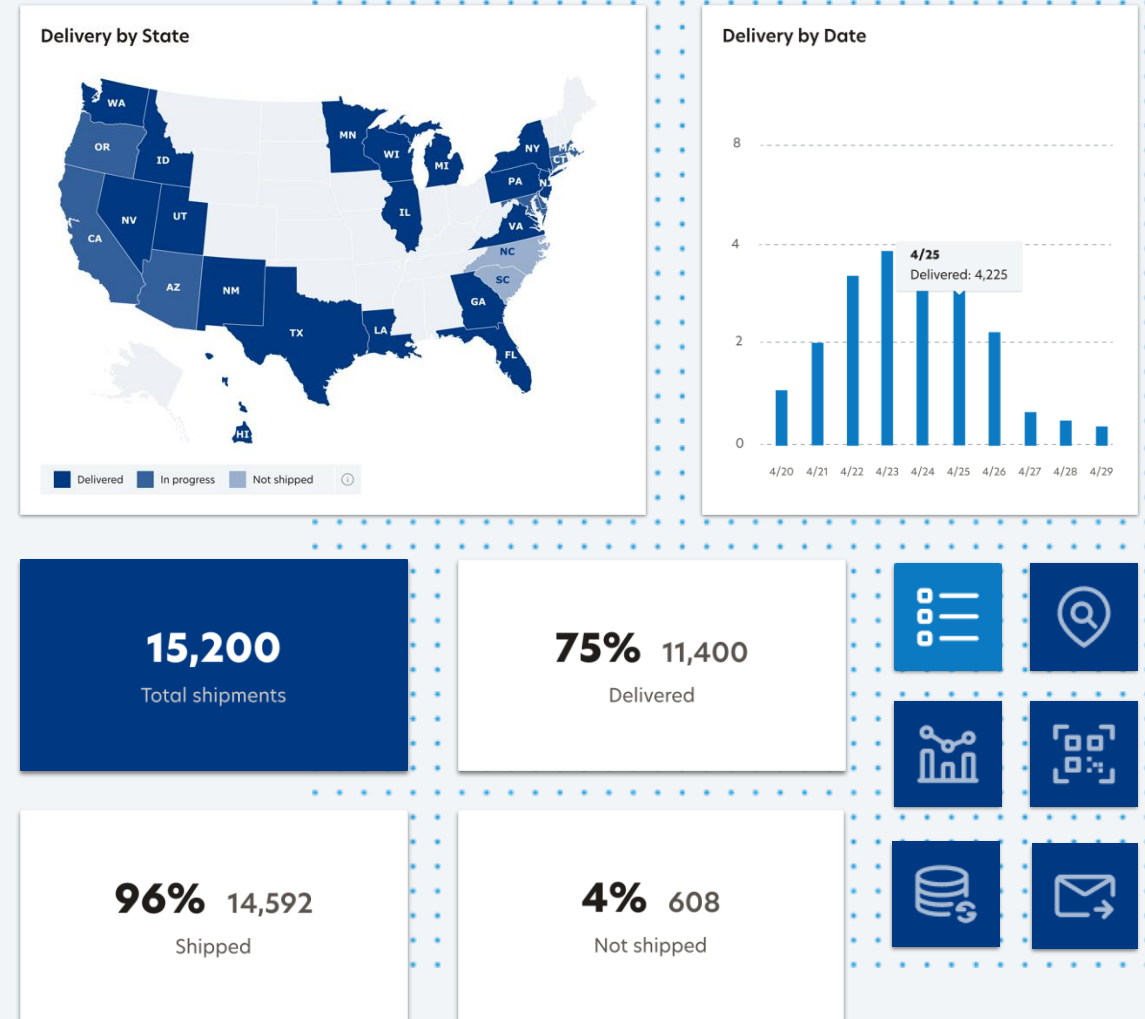 Delivery by State
WA
OR
ID
NV
UT
CA
AZ
NM
TX
MN
WI
MI
IL
LA
NY
PA
NJ
MA
CT
VA
NC
SC
GA
FL
HI
Delivered
In progress
Not shipped
Delivery by Date
8
4
2
0
4/25
Delivered: 4,225
4/20 4/21 4/22 4/23 4/24 4/25 4/26 4/27 4/28 4/29
15,200
Total shipments
75% 11,400
Delivered
96% 14,592
Shipped
4% 608
Not shipped